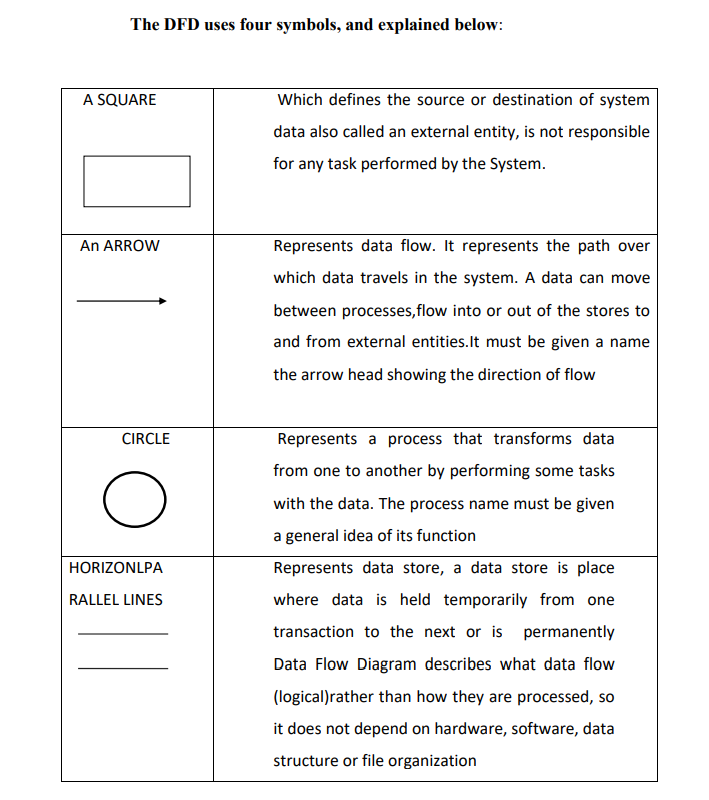 The DFD uses four symbols, and explained below:
A SQUARE
Which defines the source or destination of system
data also called an external entity, is not responsible
for any task performed by the System.
An ARROW
Represents data flow. It represents the path over
which data travels in the system. A data can move
between processes,flow into or out of the stores to
and from external entities.It must be given a name
the arrow head showing the direction of flow
CIRCLE
Represents a process that transforms data
from one to another by performing some tasks
with the data. The process name must be given
a general idea of its function
HORIZONLPA
RALLEL LINES
Represents data store, a data store is place
where data is held temporarily from one
transaction to the next or is permanently
Data Flow Diagram describes what data flow
(logical)rather than how they are processed, so
it does not depend on hardware, software, data
structure or file organization